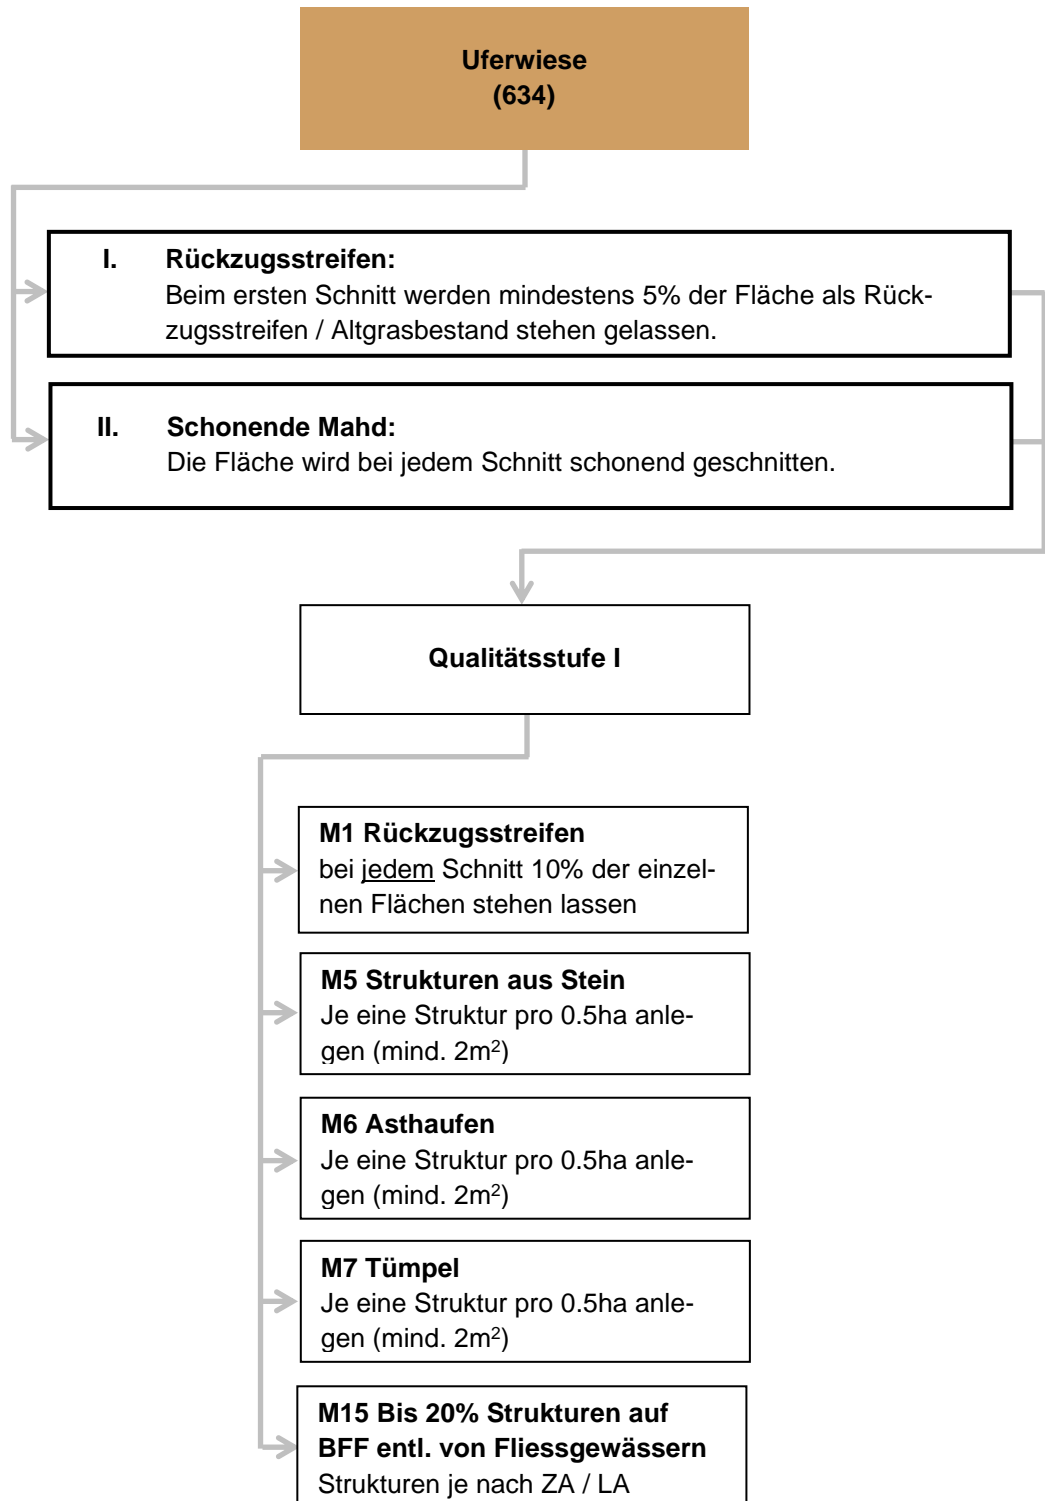 Uferwiese
(634)
I. Rückzugsstreifen:
Beim ersten Schnitt werden mindestens 5% der Fläche als Rück-
zugsstreifen / Altgrasbestand stehen gelassen.
II. Schonende Mahd:
Die Fläche wird bei jedem Schnitt schonend geschnitten.
Qualitätsstufe I
M1 Rückzugsstreifen
bei jedem Schnitt 10% der einzel-
nen Flächen stehen lassen
M5 Strukturen aus Stein
Je eine Struktur pro 0.5ha anle-
gen (mind. 2m²)
M6 Asthaufen
Je eine Struktur pro 0.5ha anle-
gen (mind. 2m²)
M7 Tümpel
Je eine Struktur pro 0.5ha anle-
gen (mind. 2m²)
M15 Bis 20% Strukturen auf
BFF entl. von Fliessgewässern
Strukturen je nach ZA / LA